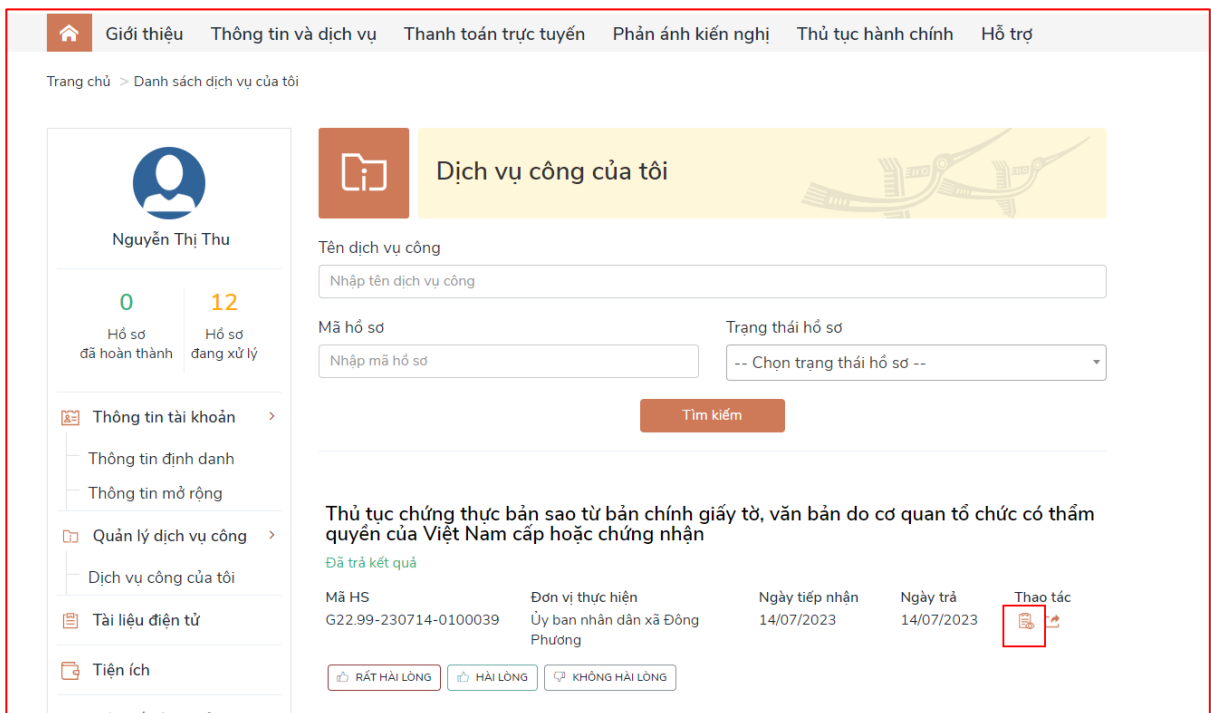 Giới thiệu Thông tin và dịch vụ Thanh toán trực tuyến Phản ánh kiến nghị Thủ tục hành chính Hỗ trợ
Trang chủ > Danh sách dịch vụ của tôi
Nguyễn Thị Thu
0 12
Hồ sơ đã hoàn thành
Hồ sơ đang xử lý
Thông tin tài khoản >
Thông tin định danh
Thông tin mở rộng
Quản lý dịch vụ công >
Dịch vụ công của tôi
Tài liệu điện tử
Tiện ích
Dịch vụ công của tôi
Tên dịch vụ công
Nhập tên dịch vụ công
Mã hồ sơ Trạng thái hồ sơ
Nhập mã hồ sơ -- Chọn trạng thái hồ sơ --
Tìm kiếm
Thủ tục chứng thực bản sao từ bản chính giấy tờ, văn bản do cơ quan tổ chức có thẩm
quyền của Việt Nam cấp hoặc chứng nhận
Đã trả kết quả
Mã HS Đơn vị thực hiện Ngày tiếp nhận Ngày trả Thao tác
G22.99-230714-0100039 Ủy ban nhân dân xã Đông 14/07/2023 14/07/2023
Phương
RẤT HÀI LÒNG HÀI LÒNG KHÔNG HÀI LÒNG